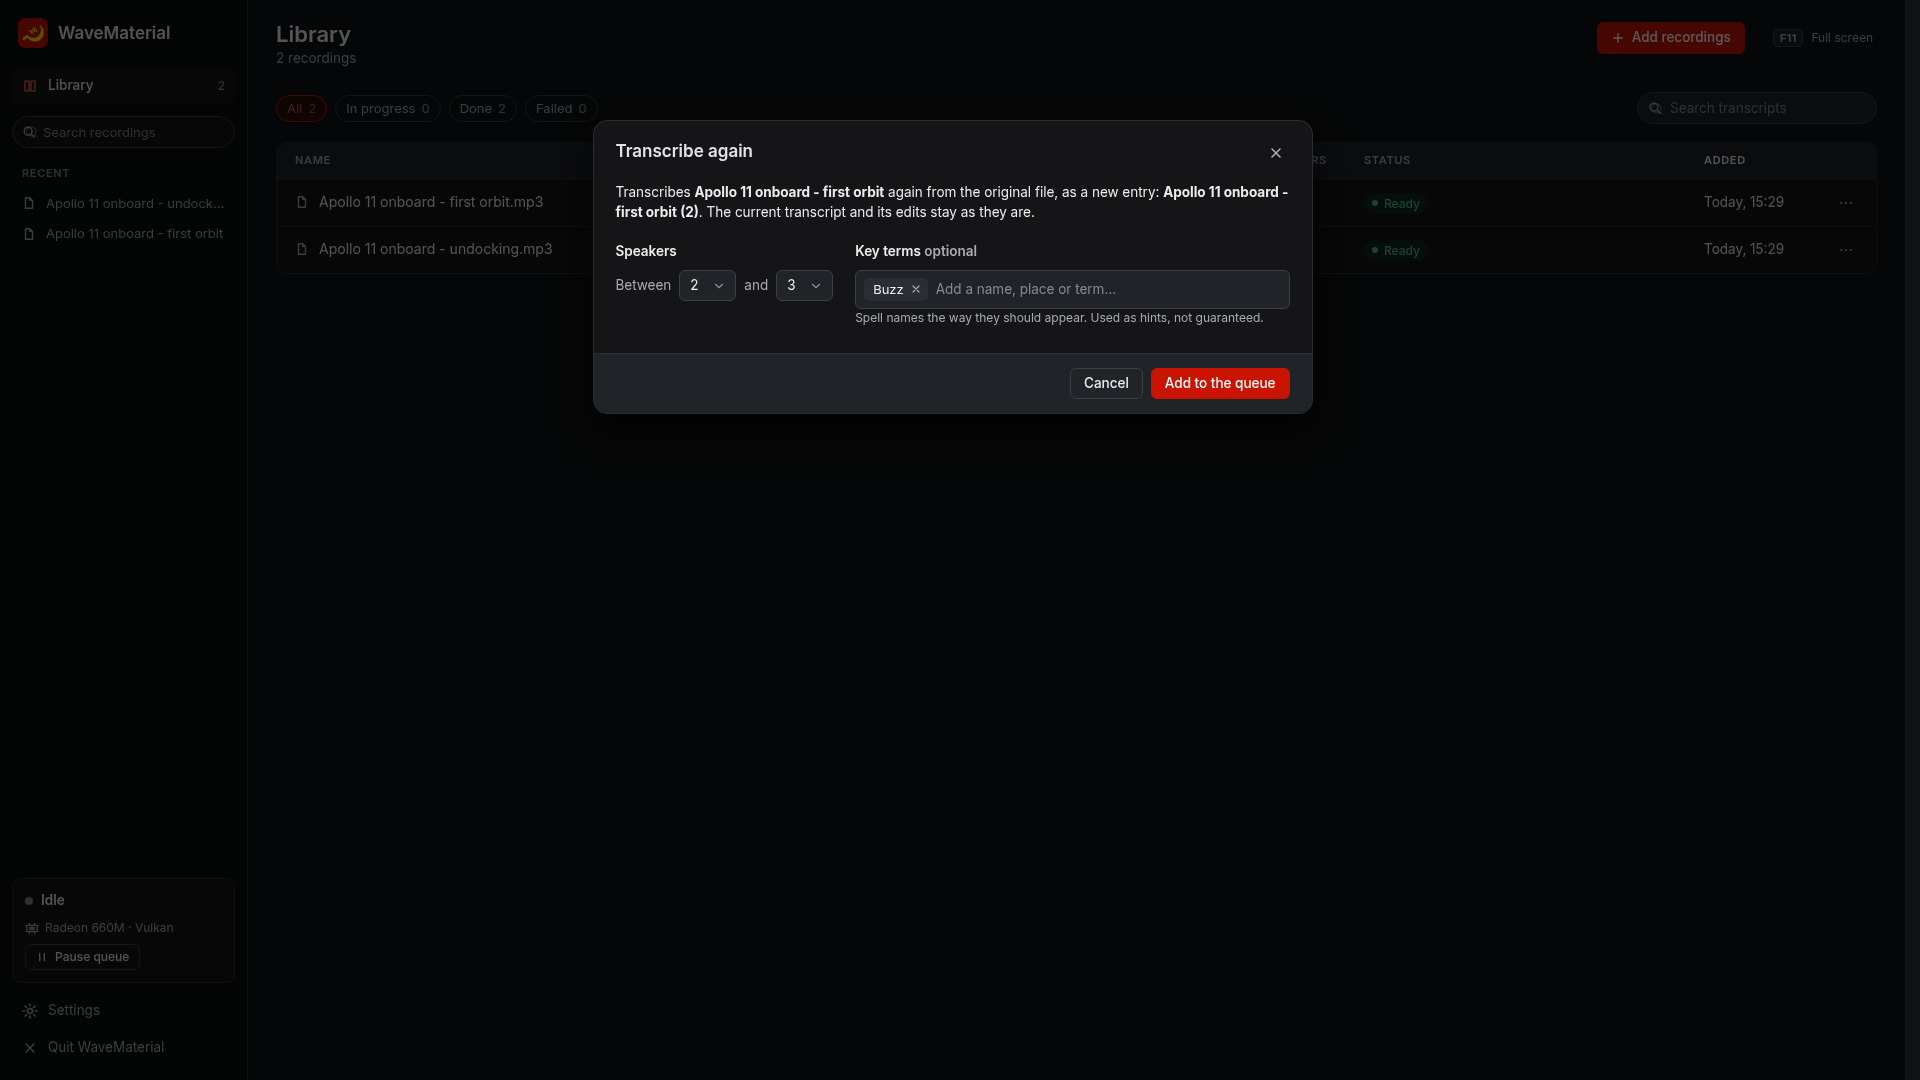 WaveMaterial
Library 2
Search recordings
RECENT
Apollo 11 onboard - undock...
Apollo 11 onboard - first orbit
Idle
Radeon 660M · Vulkan
Pause queue
Settings
Quit WaveMaterial
Library
2 recordings
Add recordings
F11 Full screen
All 2 In progress 0 Done 2 Failed 0
Search transcripts
NAME RS STATUS ADDED
Apollo 11 onboard - first orbit.mp3 Ready Today, 15:29
Apollo 11 onboard - undocking.mp3 Ready Today, 15:29
Transcribe again
Transcribes Apollo 11 onboard - first orbit again from the original file, as a new entry: Apollo 11 onboard -
first orbit (2). The current transcript and its edits stay as they are.
Speakers
Between 2 and 3
Key terms optional
Buzz Add a name, place or term...
Spell names the way they should appear. Used as hints, not guaranteed.
Cancel Add to the queue